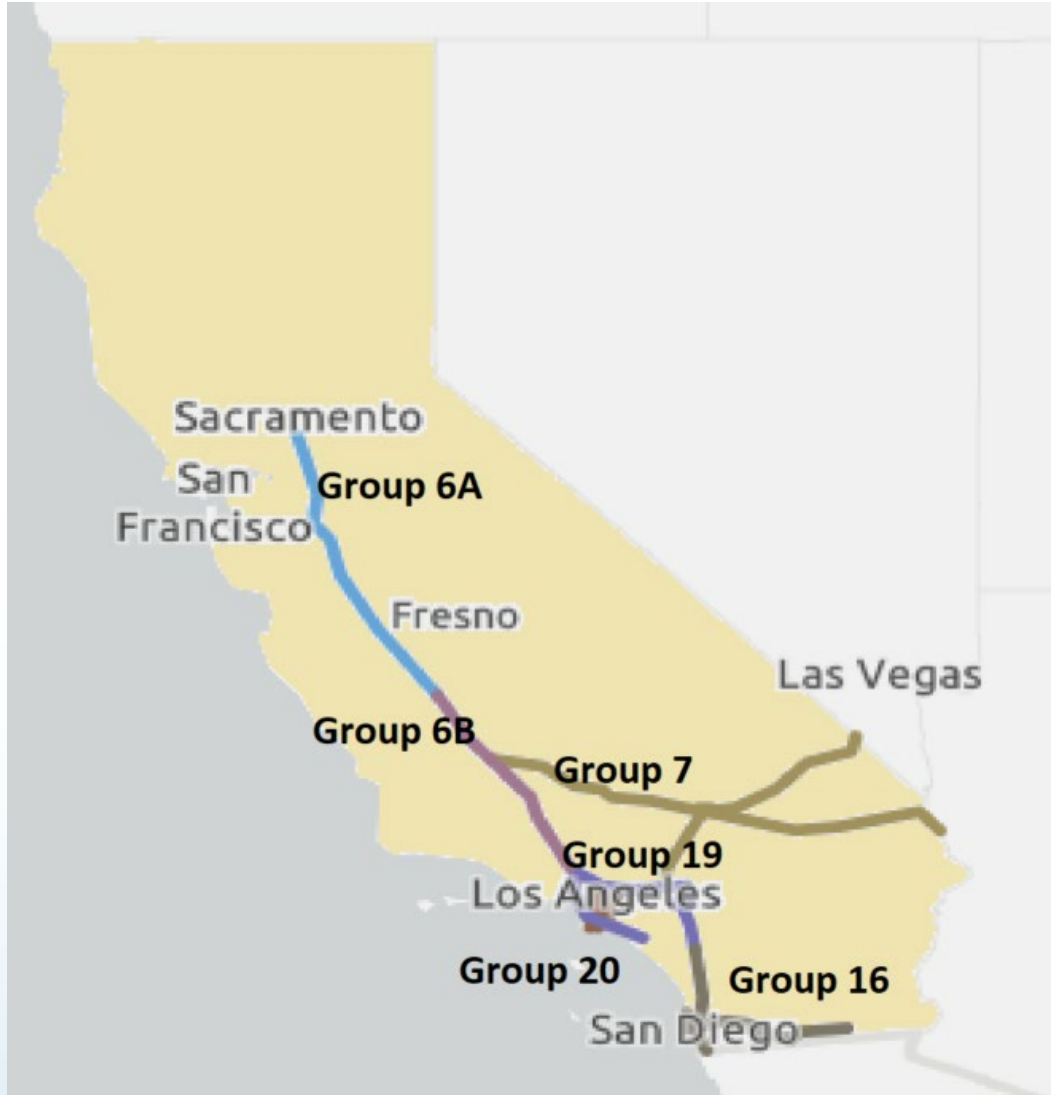 Sacramento
San
Francisco
Group 6A
Fresno
Las Vegas
Group 6B
Group 7
Group 19
Los Angeles
Group 20
Group 16
San Diego